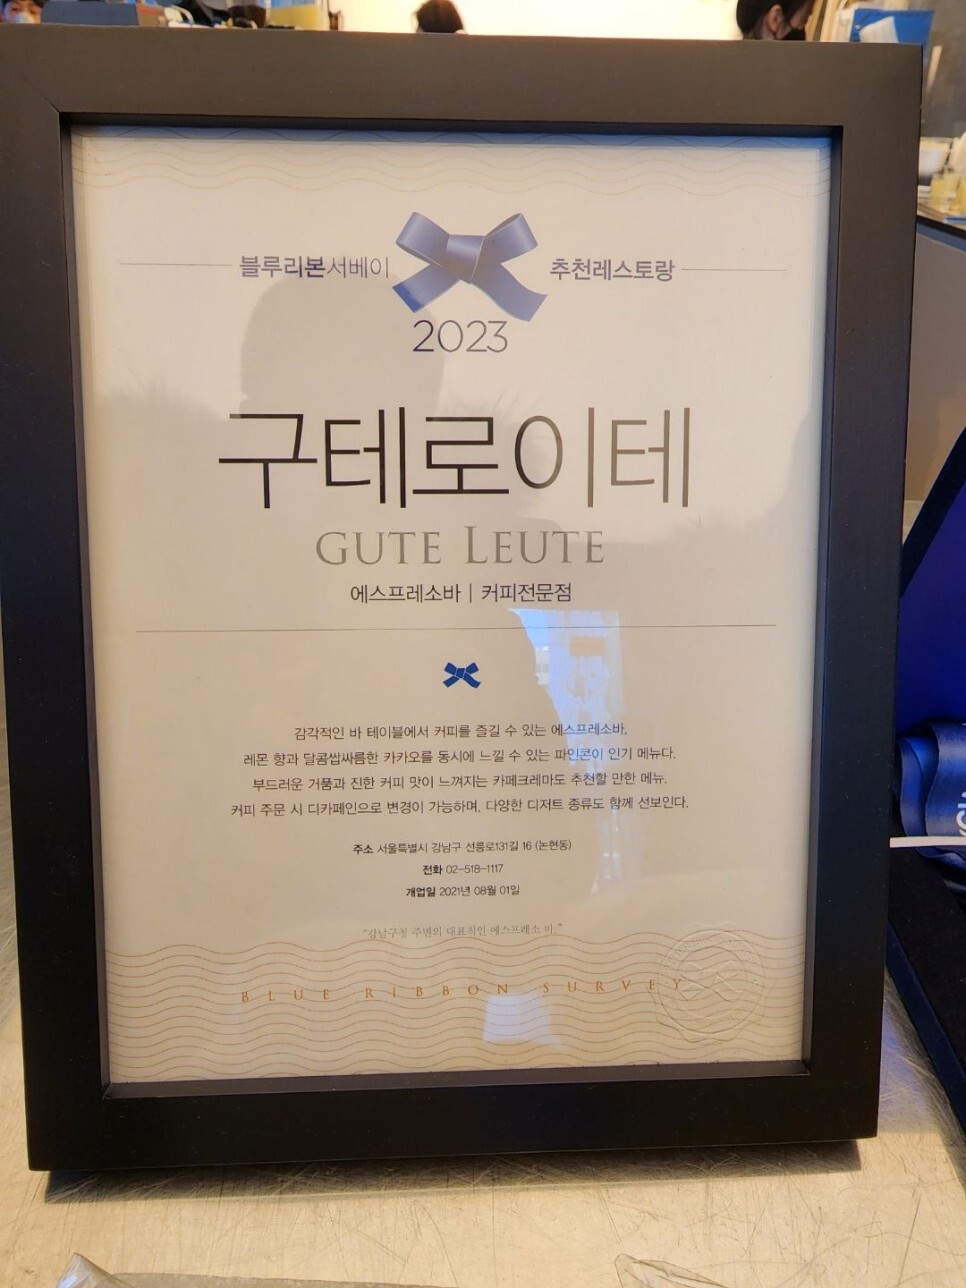 블루리본서베이 추천레스토랑
2023
구테로이테
GUTE LEUTE
에스프레소바 | 커피전문점
감각적인 바 테이블에서 커피를 즐길 수 있는 에스프레소바.
레몬 향과 달콤쌉싸름한 카카오를 동시에 느낄 수 있는 파인콘이 인기 메뉴다.
부드러운 거품과 진한 커피 맛이 느껴지는 카페크레마도 추천할 만한 메뉴.
커피 주문 시 디카페인으로 변경이 가능하며, 다양한 디저트 종류도 함께 선보인다.
주소 서울특별시 강남구 선릉로131길 16 (논현동)
전화 02-518-1117
개업일 2021년 08월 01일
"강남구청 주변의 대표적인 에스프레소 바."
BLUE RIBBON SURVEY